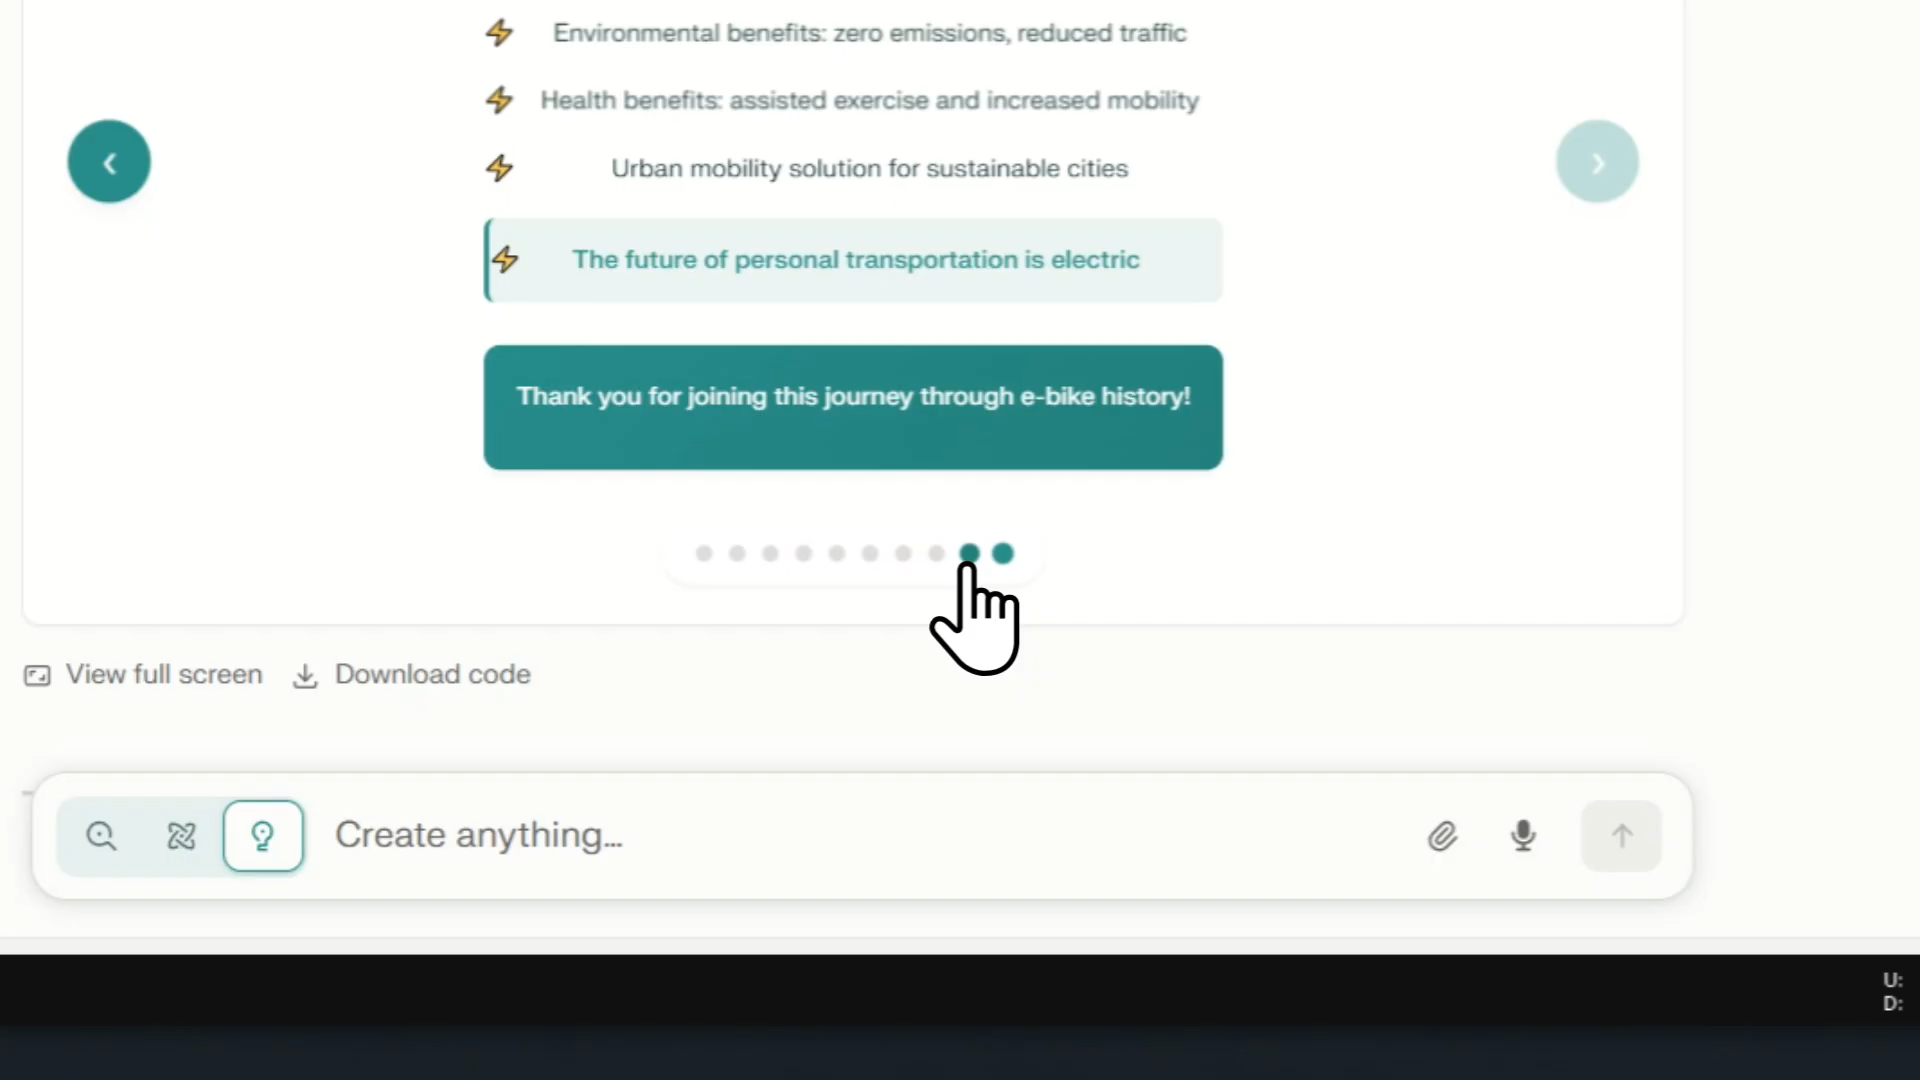 Environmental benefits: zero emissions, reduced traffic
Health benefits: assisted exercise and increased mobility
Urban mobility solution for sustainable cities
The future of personal transportation is electric
Thank you for joining this journey through e-bike history!
View full screen
Download code
Create anything...
U:
D: